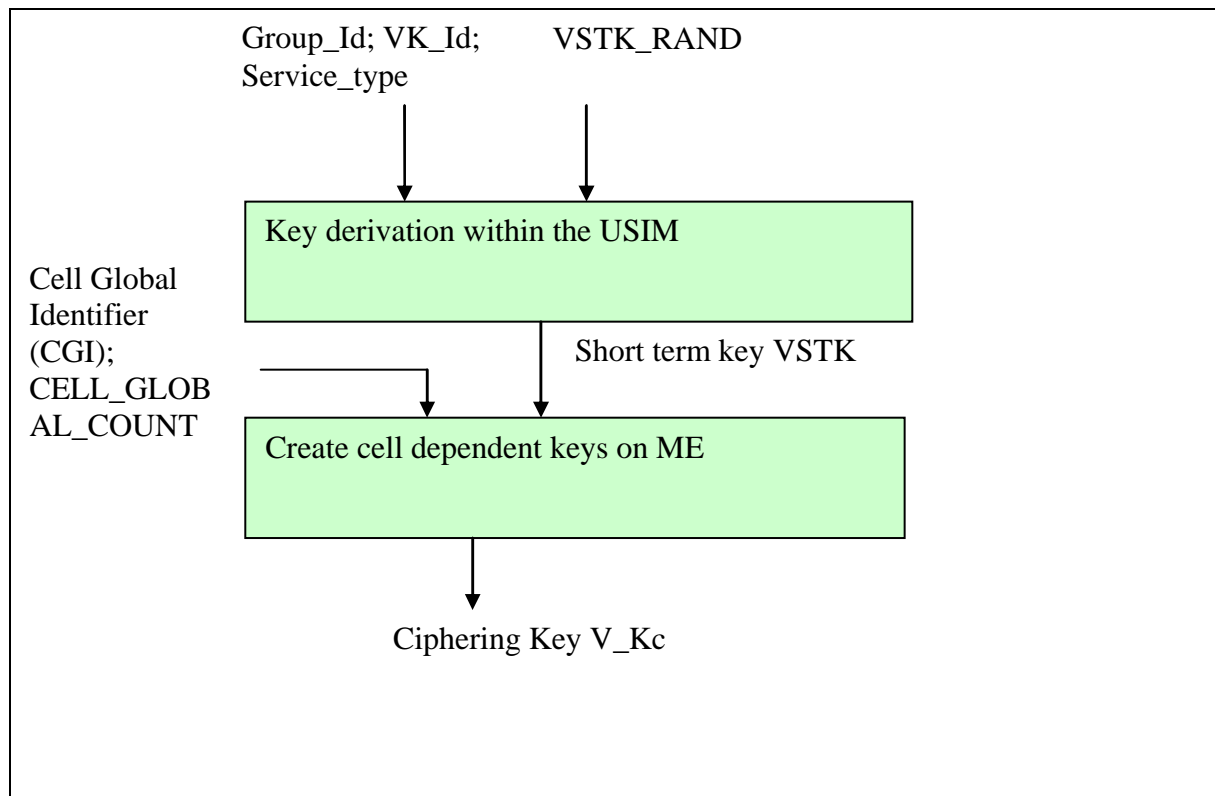 Group_Id; VK_Id;
Service_type
VSTK_RAND
Key derivation within the USIM
Cell Global
Identifier
(CGI);
CELL_GLOB
AL_COUNT
Short term key VSTK
Create cell dependent keys on ME
Ciphering Key V_Kc